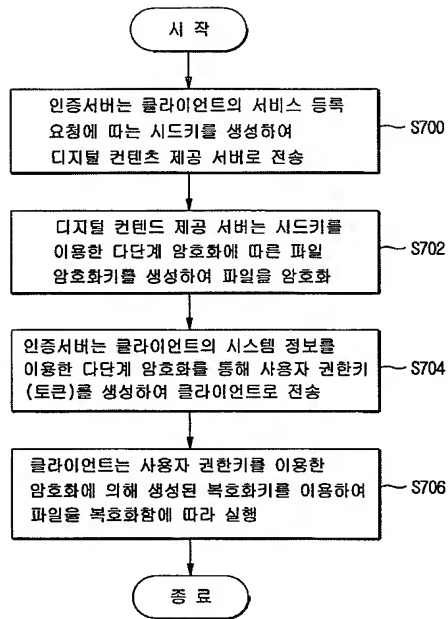 시 작
인증서버는 클라이언트의 서비스 등록
요청에 따는 시드키를 생성하여
디지털 컨텐츠 제공 서버로 전송
S700
디지털 컨텐드 제공 서버는 시드키를
이용한 다단계 암호화에 따른 파일
암호화키를 생성하여 파일을 암호화
S702
인증서버는 클라이언트의 시스템 정보를
이용한 다단계 암호화를 통해 사용자 권한키
(토큰)를 생성하여 클라이언트로 전송
S704
클라이언트는 사용자 권한키를 이용한
암호화에 의해 생성된 복호화키를 이용하여
파일을 복호화함에 따라 실행
S706
종 료